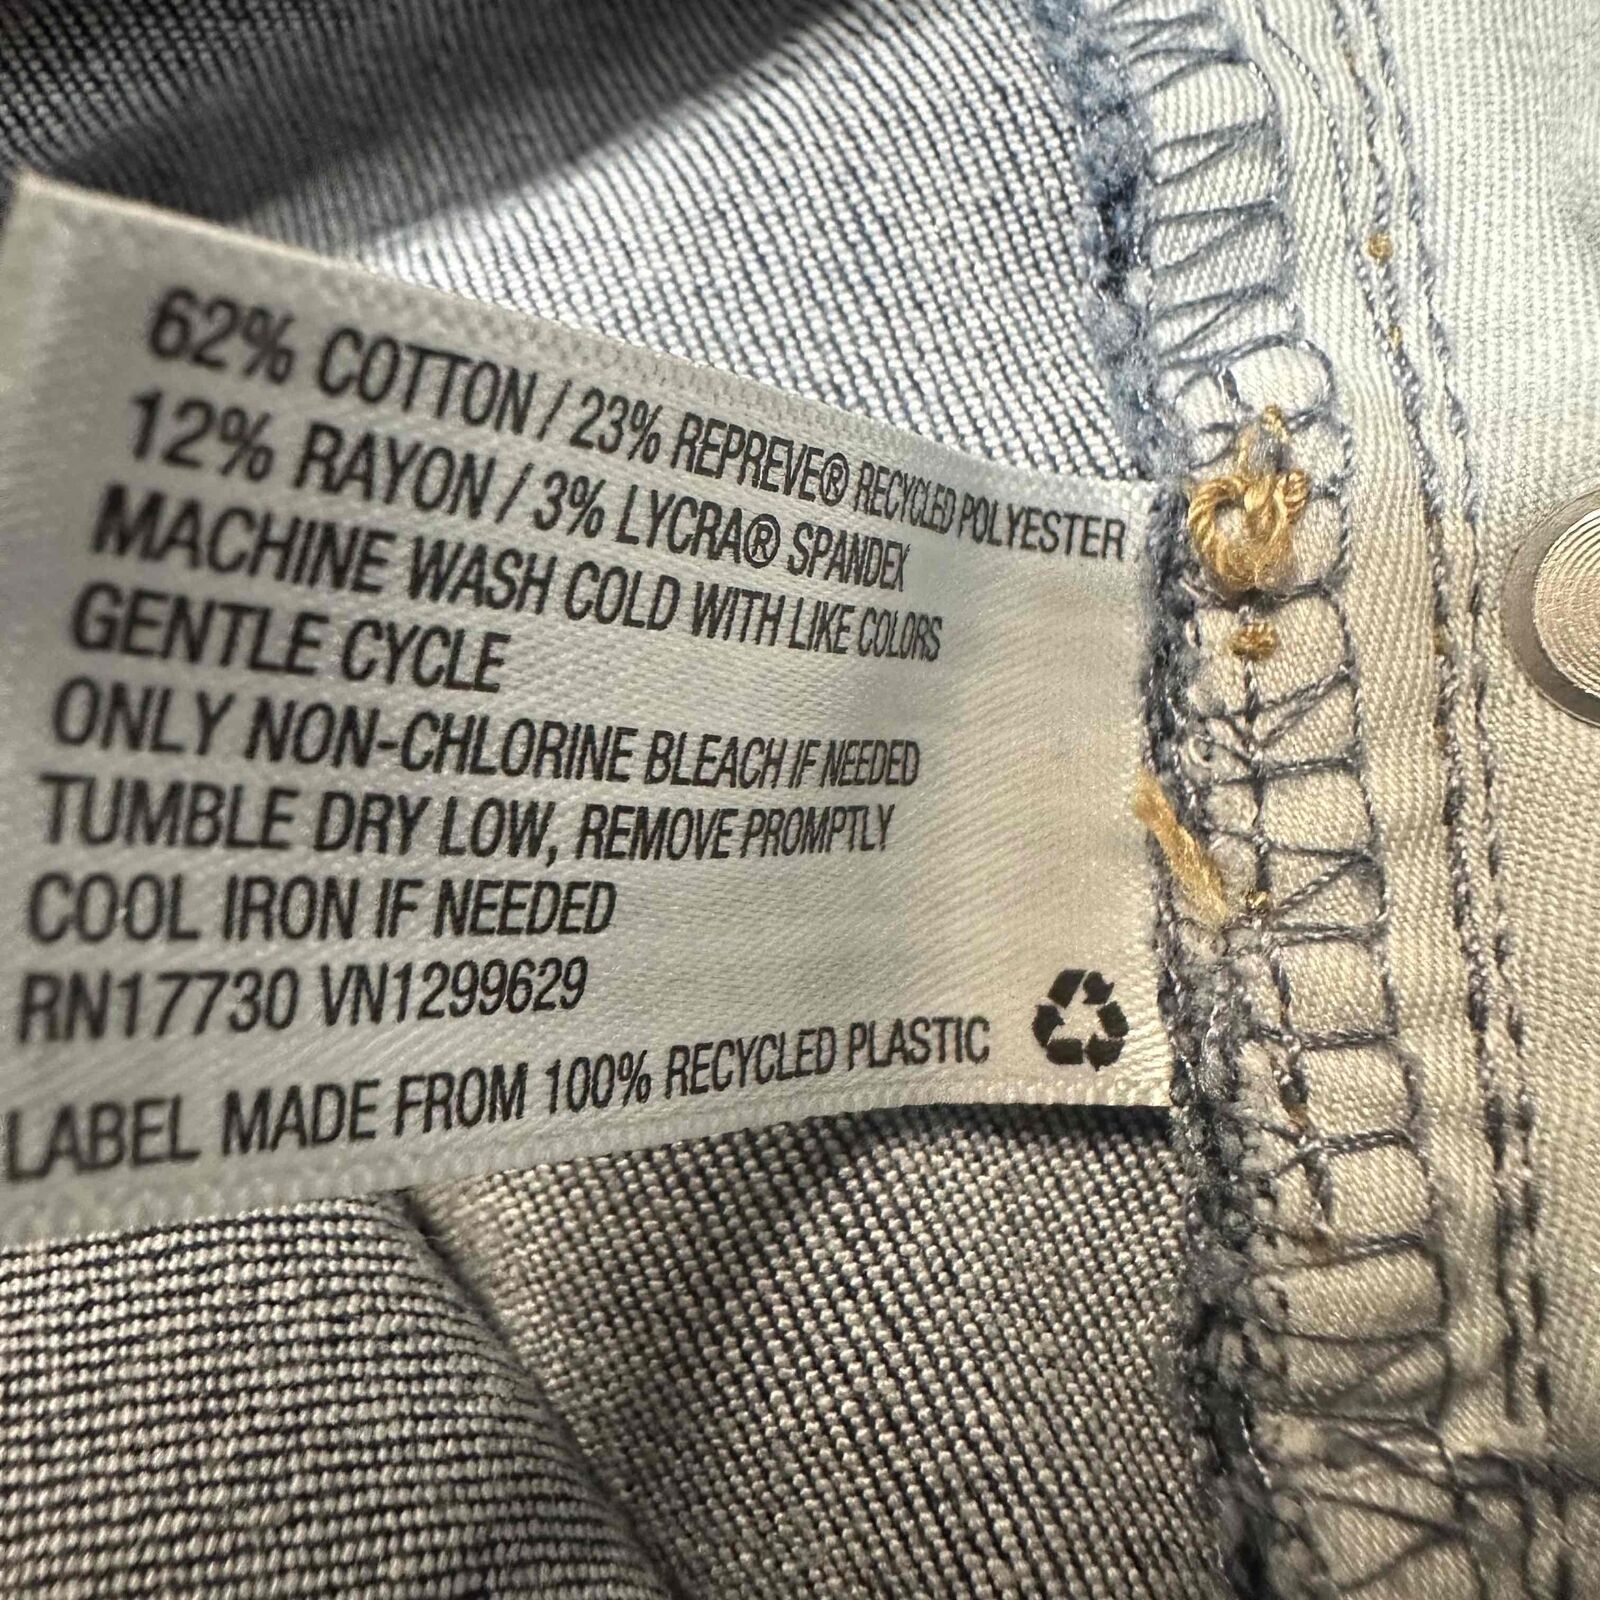 62% COTTON / 23% REPREVE® RECYCLED POLYESTER
12% RAYON / 3% LYCRA® SPANDEX
MACHINE WASH COLD WITH LIKE COLORS
GENTLE CYCLE
ONLY NON-CHLORINE BLEACH IF NEEDED
TUMBLE DRY LOW, REMOVE PROMPTLY
COOL IRON IF NEEDED
RN17730 VN1299629
LABEL MADE FROM 100% RECYCLED PLASTIC